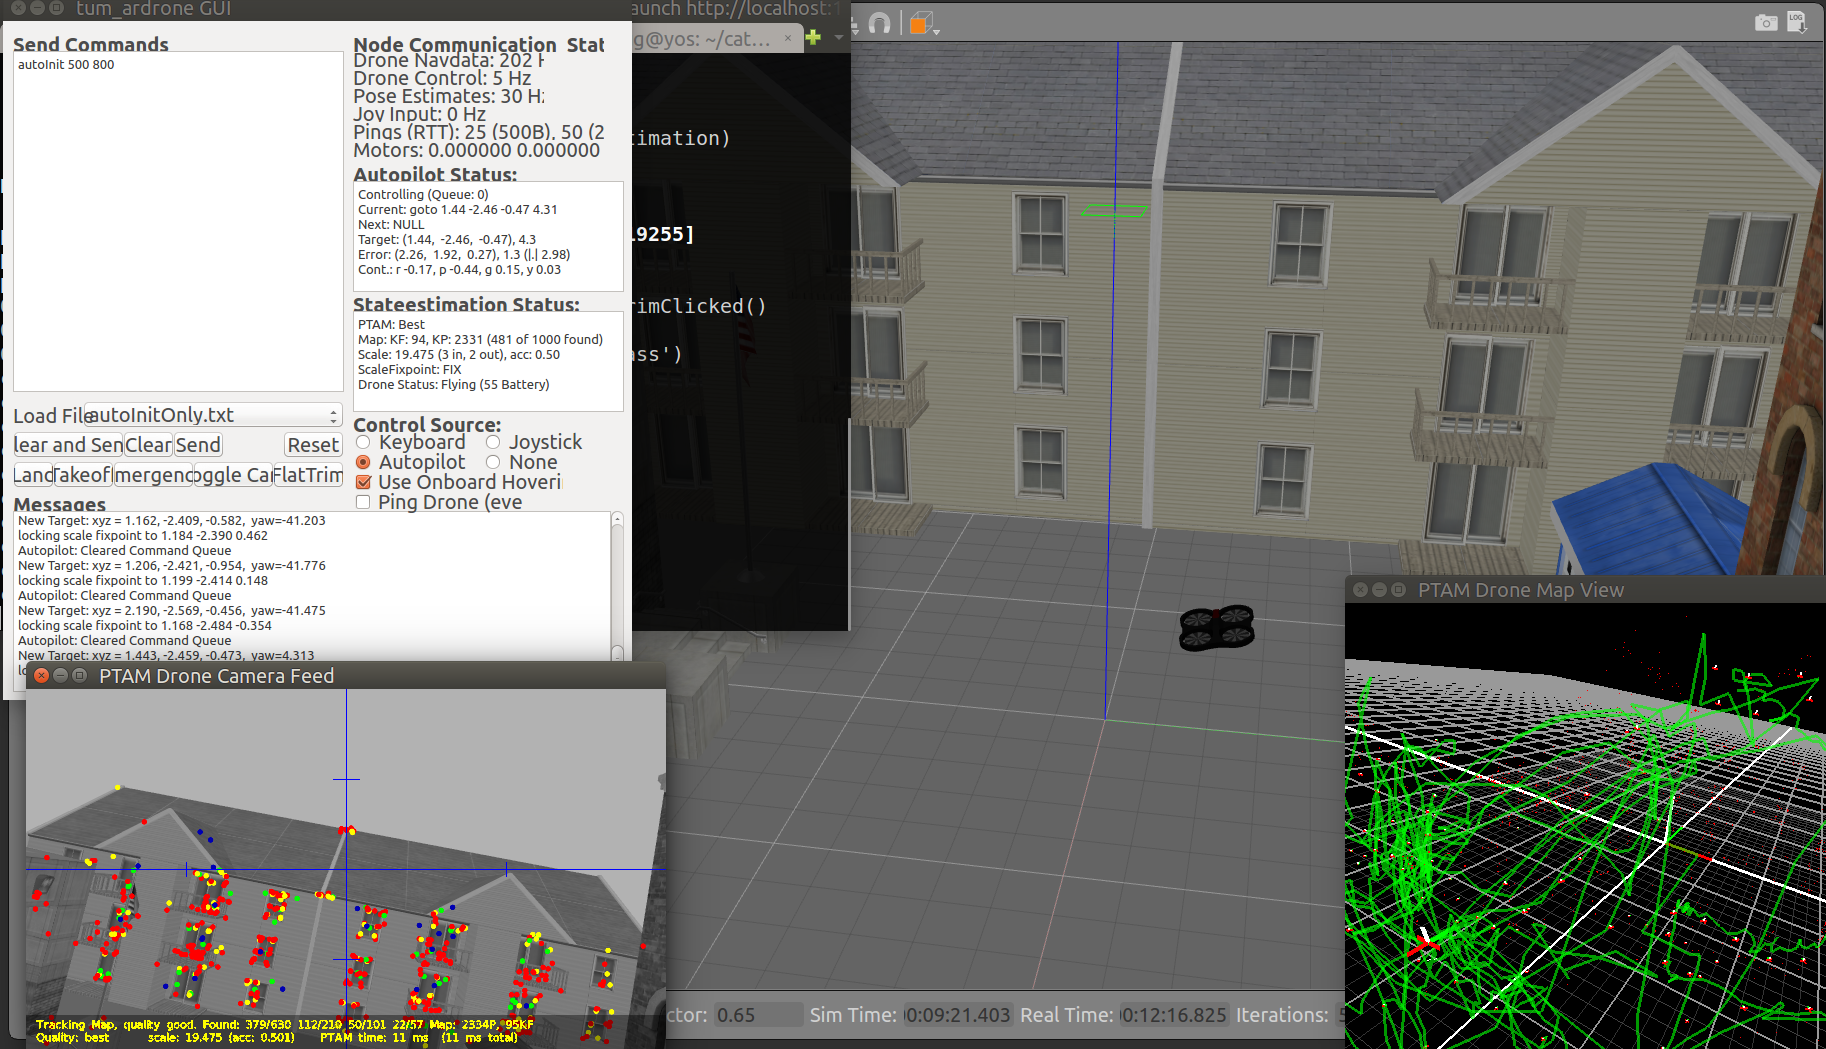 tum_ardrone GUI
Send Commands
autoInit 500 800
Load File
autoInitOnly.txt
lear and Sen Clear Send Reset
Land Takeof mergenc oggle Ca FlatTrim
Messages
New Target: xyz = 1.162, -2.409, -0.582, yaw=-41.203
locking scale fixpoint to 1.184 -2.390 0.462
Autopilot: Cleared Command Queue
New Target: xyz = 1.206, -2.421, -0.954, yaw=-41.776
locking scale fixpoint to 1.199 -2.414 0.148
Autopilot: Cleared Command Queue
New Target: xyz = 2.190, -2.569, -0.456, yaw=-41.475
locking scale fixpoint to 1.168 -2.484 -0.354
Autopilot: Cleared Command Queue
New Target: xyz = 1.443, -2.459, -0.473, yaw=4.313
Node Communication Stat
Drone Navdata: 202 H
Drone Control: 5 Hz
Pose Estimates: 30 Hz
Joy Input: 0 Hz
Pings (RTT): 25 (500B), 50 (2
Motors: 0.000000 0.000000
Autopilot Status:
Controlling (Queue: 0)
Current: goto 1.44 -2.46 -0.47 4.31
Next: NULL
Target: (1.44, -2.46, -0.47), 4.3
Error: (2.26, 1.92, 0.27), 1.3 (|.| 2.98)
Cont.: r -0.17, p -0.44, g 0.15, y 0.03
Stateestimation Status:
PTAM: Best
Map: KF: 94, KP: 2331 (481 of 1000 found)
Scale: 19.475 (3 in, 2 out), acc: 0.50
ScaleFixpoint: FIX
Drone Status: Flying (55 Battery)
Control Source:
Keyboard Joystick
Autopilot None
Use Onboard Hoveri
Ping Drone (eve
aunch http://localhost:1
g@yos: ~/cat...
imation)
19255]
rimClicked()
ass')
LOG
PTAM Drone Camera Feed
Tracking Map, quality good. Found: 379/630 112/210 50/101 22/57 Map: 2334P, 95KF
Quality: best scale: 19.475 (acc: 0.501) PTAM time: 11 ms (11 ms total)
PTAM Drone Map View
ctor: 0.65 Sim Time: 0:09:21.403 Real Time: 0:12:16.825 Iterations: 5